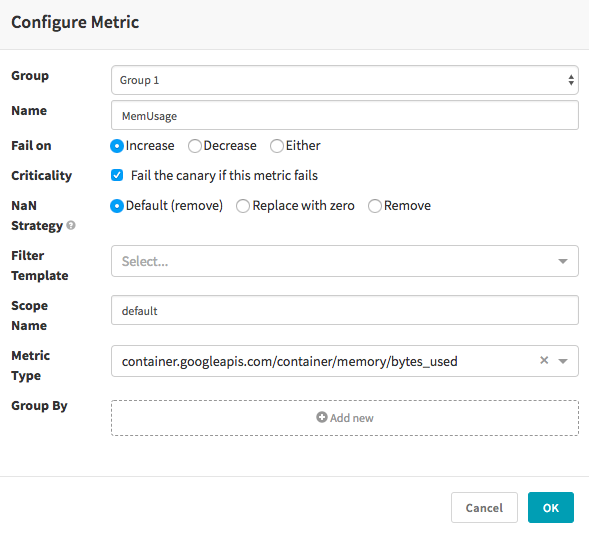 Configure Metric
Group
Group 1
Name
MemUsage
Fail on
Increase Decrease Either
Criticality
Fail the canary if this metric fails
NaN
Strategy ?
Default (remove) Replace with zero Remove
Filter
Template
Select...
Scope
Name
default
Metric
Type
container.googleapis.com/container/memory/bytes_used ×
Group By
Add new
Cancel OK